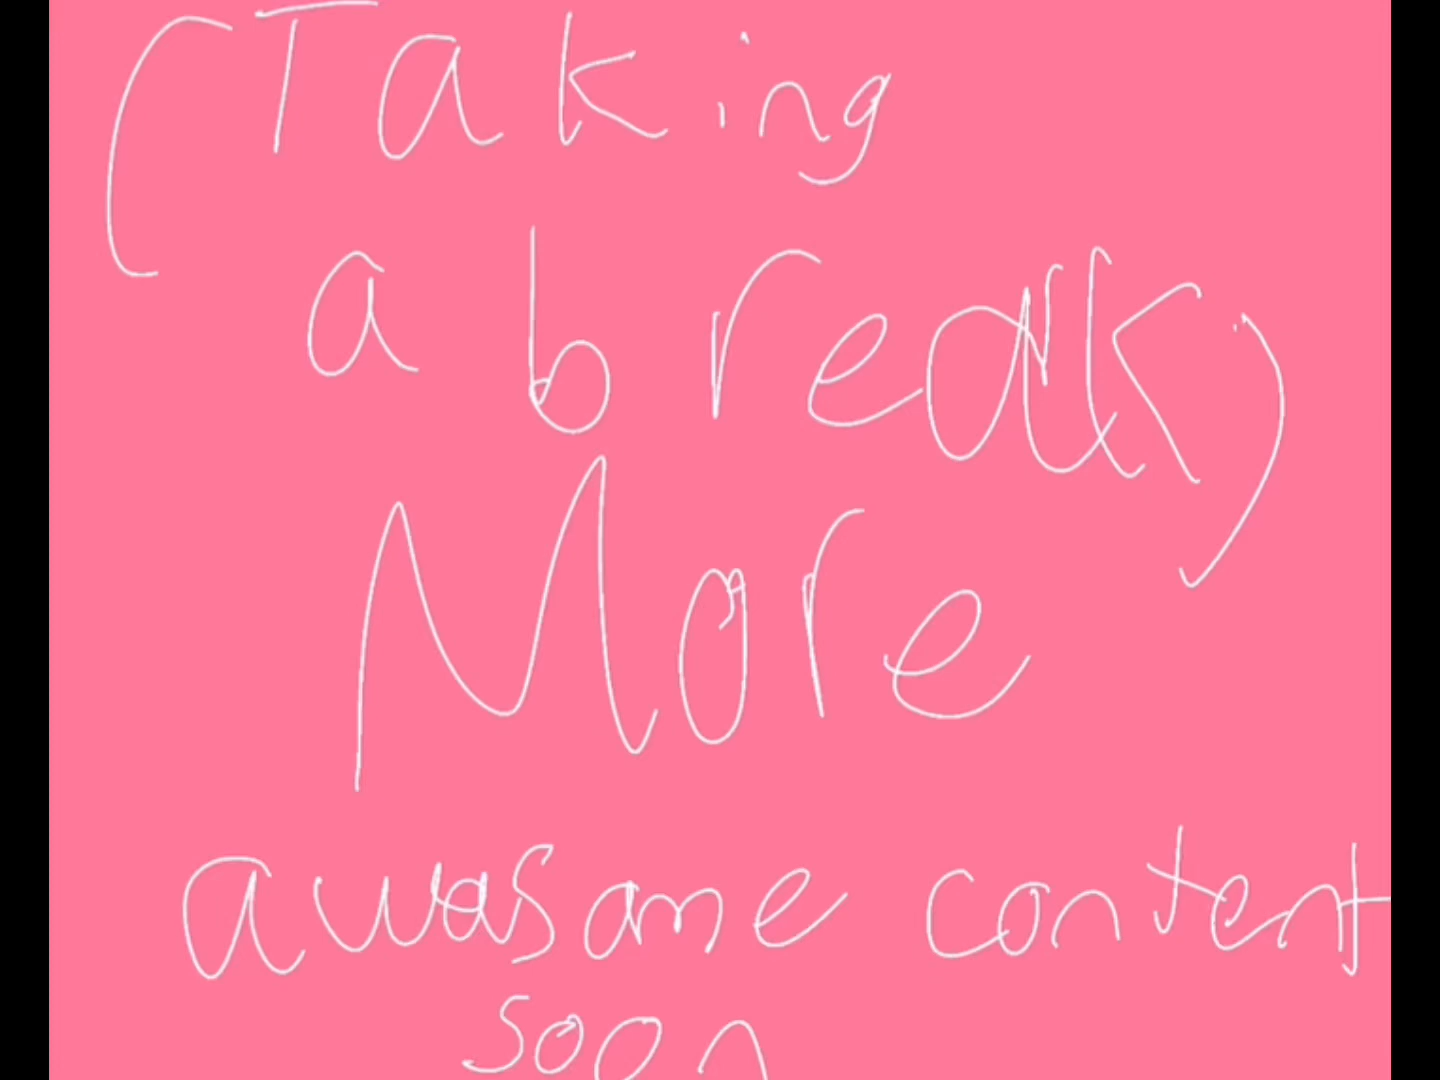 (Taking
a break)
More
awasome content
soon